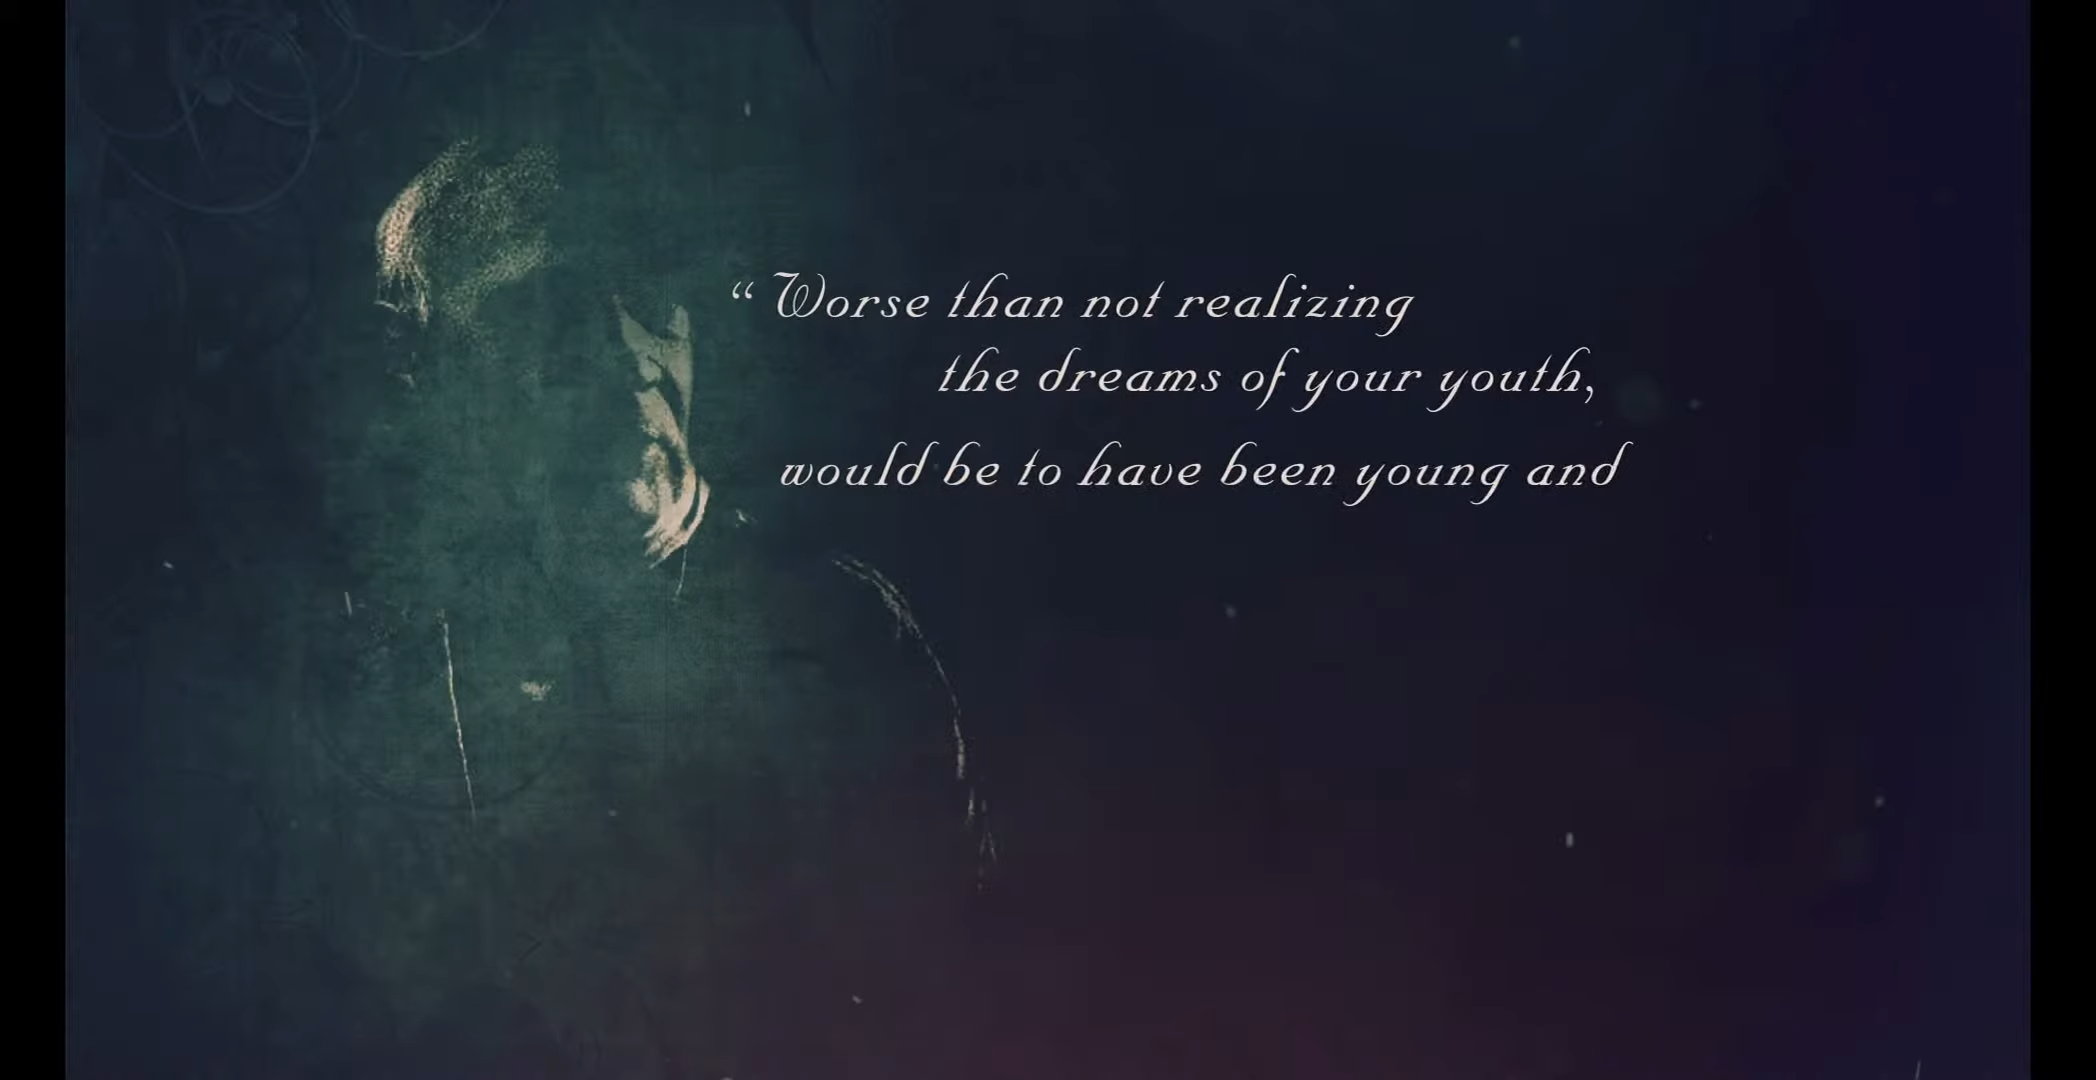 “ Worse than not realizing
the dreams of your youth,
would be to have been young and